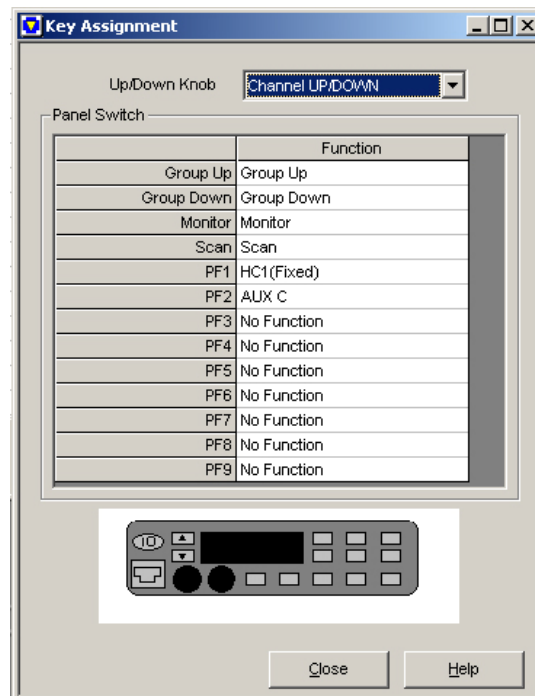 Key Assignment
Up/Down Knob Channel UP/DOWN
Panel Switch
Function
Group Up Group Up
Group Down Group Down
Monitor Monitor
Scan Scan
PF1 HC1(Fixed)
PF2 AUX C
PF3 No Function
PF4 No Function
PF5 No Function
PF6 No Function
PF7 No Function
PF8 No Function
PF9 No Function
Close Help